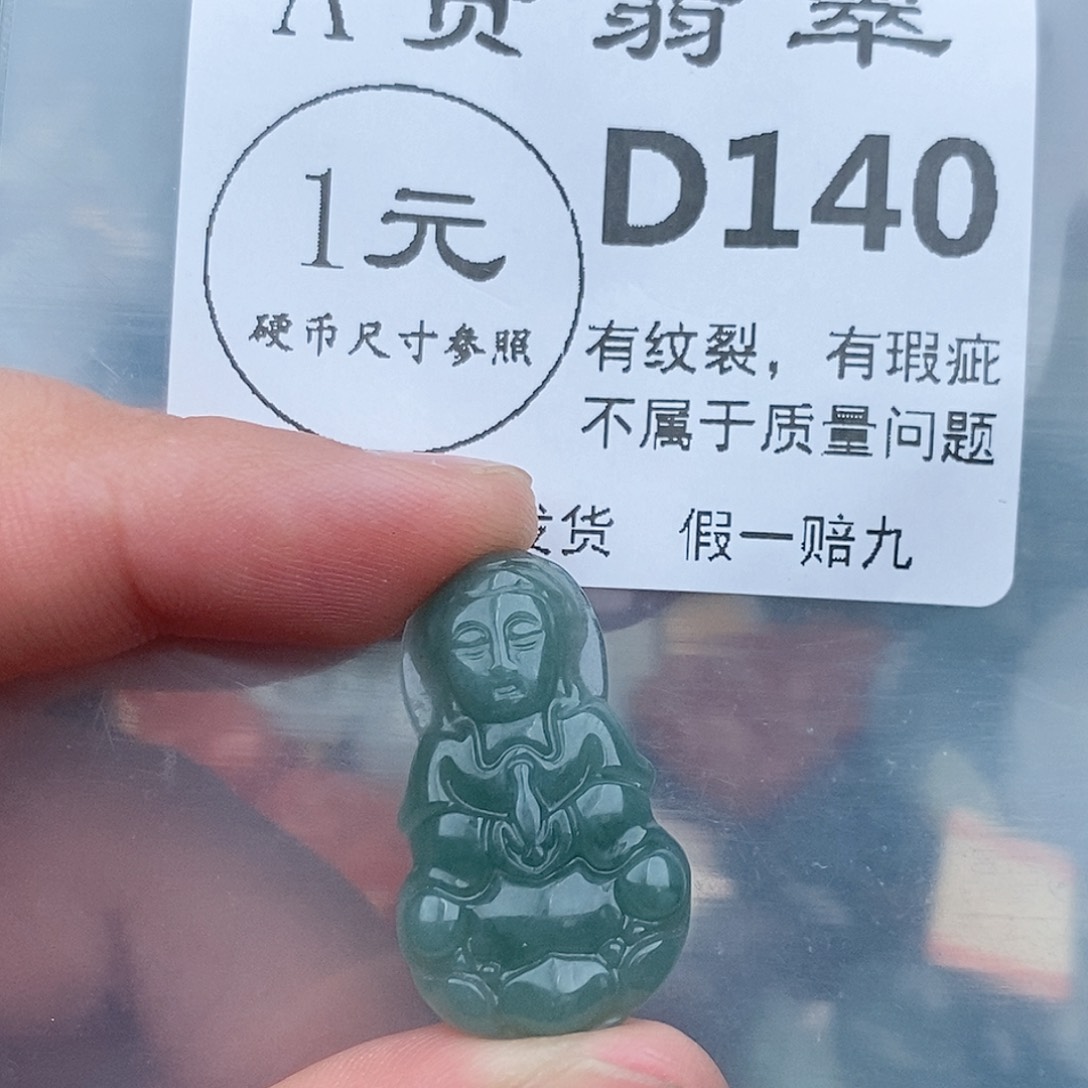 A货翡翠
1元
硬币尺寸参照
D140
有纹裂，有瑕疵
不属于质量问题
发货 假一赔九